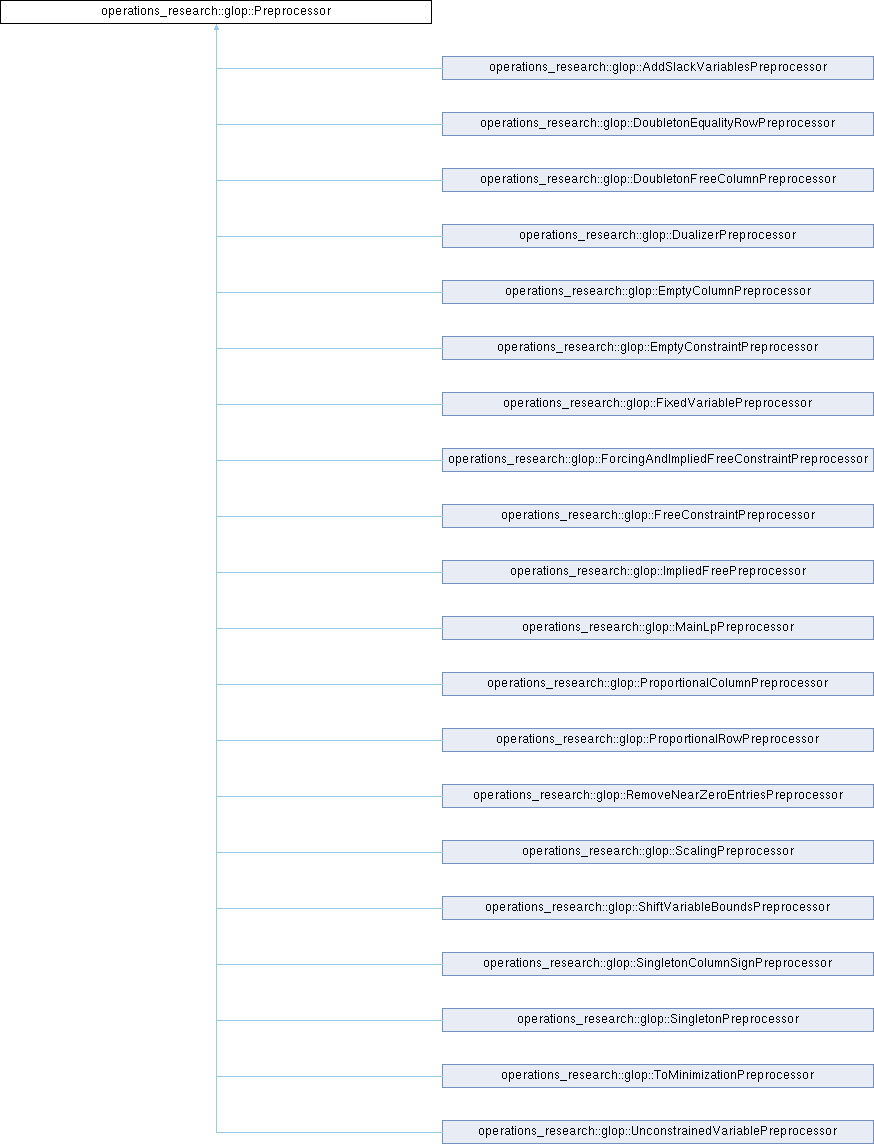 operations_research::glop::Preprocessor
operations_research::glop::AddSlackVariablesPreprocessor
operations_research::glop::DoubletonEqualityRowPreprocessor
operations_research::glop::DoubletonFreeColumnPreprocessor
operations_research::glop::DualizerPreprocessor
operations_research::glop::EmptyColumnPreprocessor
operations_research::glop::EmptyConstraintPreprocessor
operations_research::glop::FixedVariablePreprocessor
operations_research::glop::ForcingAndImpliedFreeConstraintPreprocessor
operations_research::glop::FreeConstraintPreprocessor
operations_research::glop::ImpliedFreePreprocessor
operations_research::glop::MainLpPreprocessor
operations_research::glop::ProportionalColumnPreprocessor
operations_research::glop::ProportionalRowPreprocessor
operations_research::glop::RemoveNearZeroEntriesPreprocessor
operations_research::glop::ScalingPreprocessor
operations_research::glop::ShiftVariableBoundsPreprocessor
operations_research::glop::SingletonColumnSignPreprocessor
operations_research::glop::SingletonPreprocessor
operations_research::glop::ToMinimizationPreprocessor
operations_research::glop::UnconstrainedVariablePreprocessor